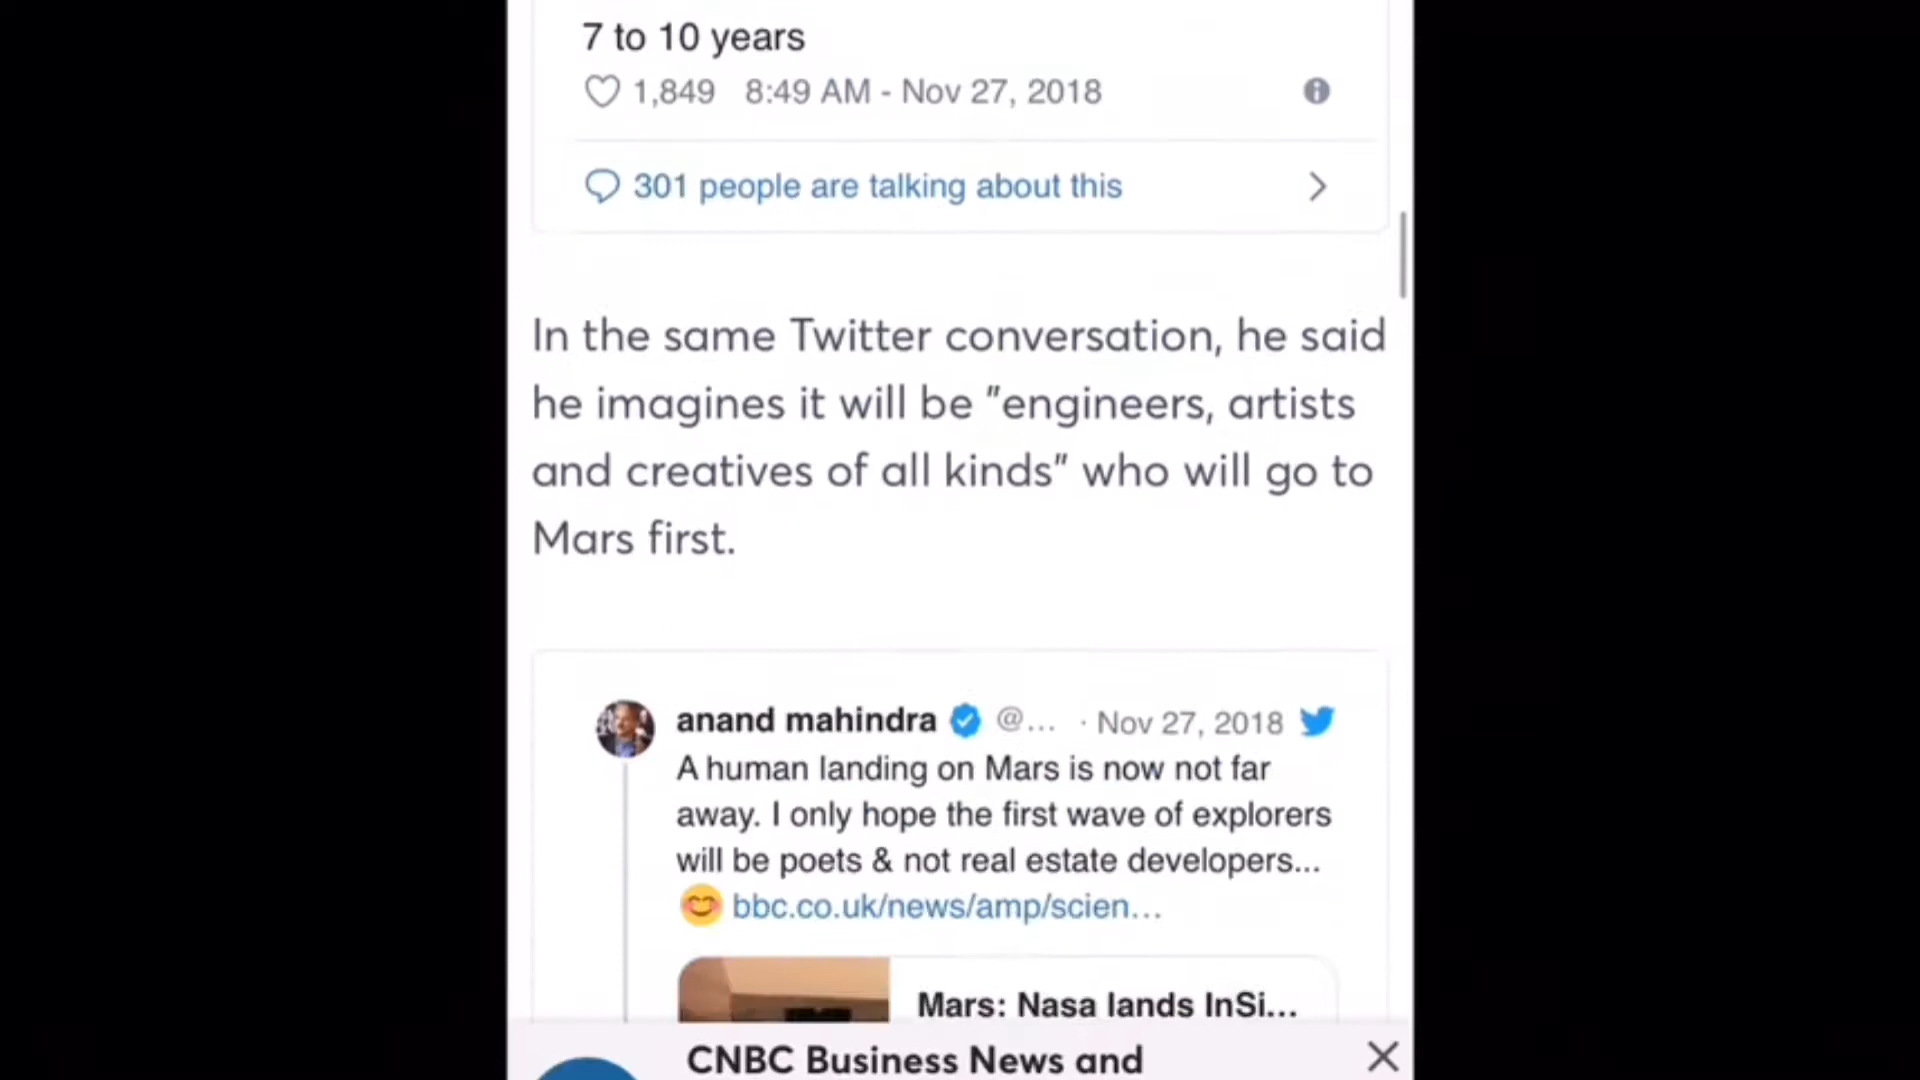 7 to 10 years
1,849 8:49 AM - Nov 27, 2018
301 people are talking about this
In the same Twitter conversation, he said
he imagines it will be "engineers, artists
and creatives of all kinds" who will go to
Mars first.
anand mahindra @... · Nov 27, 2018
A human landing on Mars is now not far
away. I only hope the first wave of explorers
will be poets & not real estate developers...
😊 bbc.co.uk/news/amp/scien...
Mars: Nasa lands InSi...
CNBC Business News and